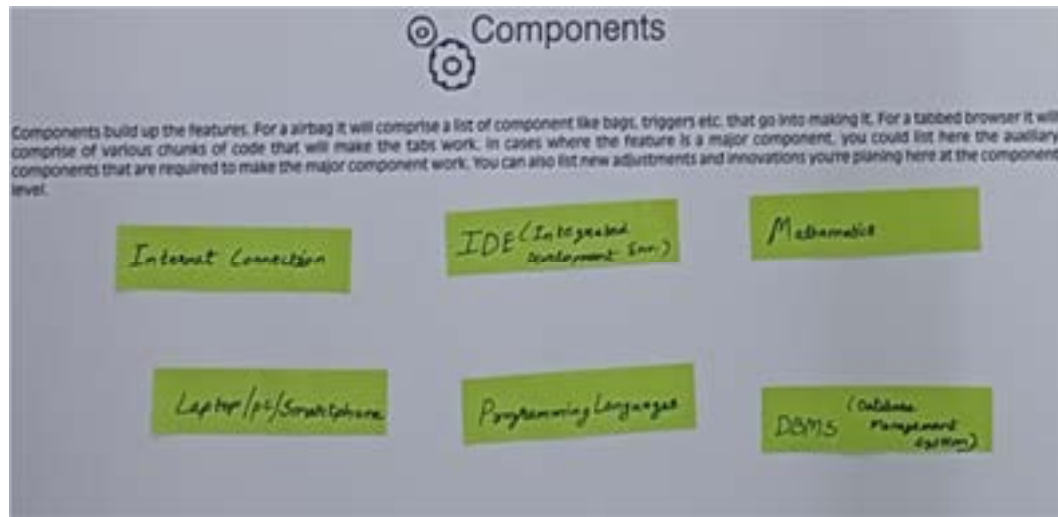 Components
Components build up the features. For a airbag it will comprise a list of component like bags, triggers etc. that go into making it. For a tabbed browser it will
comprise of various chunks of code that will make the tabs work. In cases where the feature is a major component, you could list here the auxiliary
components that are required to make the major component work. You can also list new adjustments and innovations youre planing here at the component
level.
Internet Connection
IDE (Integrated
Development Env.)
Mathematics
Laptop/pc/Smartphone
Programming Languages
DBMS (Database
Management
System)